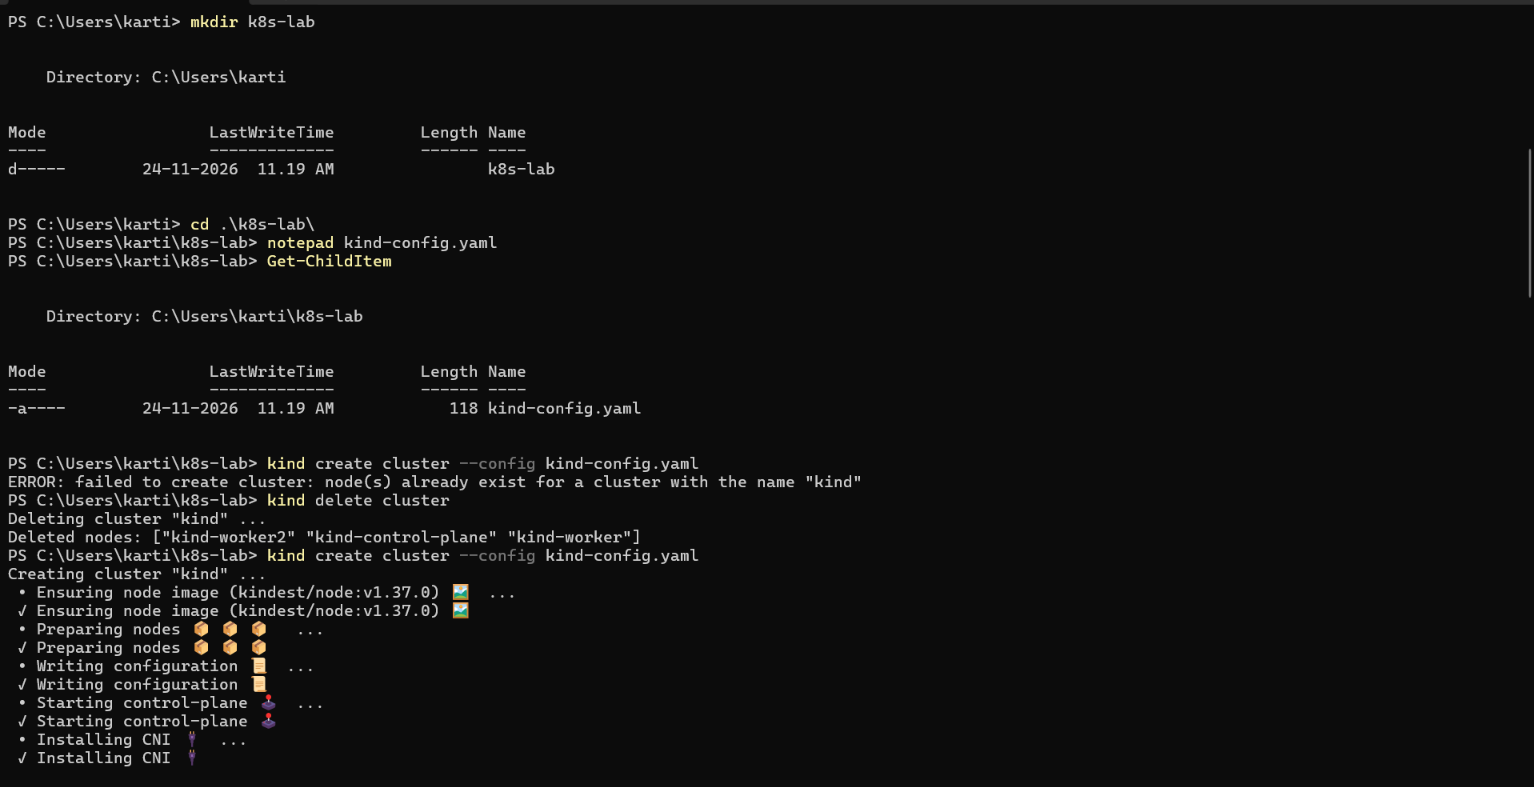 PS C:\Users\karti> mkdir k8s-lab
Directory: C:\Users\karti
Mode                 LastWriteTime         Length Name
----                 -------------         ------ ----
d-----        24-11-2026  11.19 AM                k8s-lab
PS C:\Users\karti> cd .\k8s-lab\
PS C:\Users\karti\k8s-lab> notepad kind-config.yaml
PS C:\Users\karti\k8s-lab> Get-ChildItem
Directory: C:\Users\karti\k8s-lab
Mode                 LastWriteTime         Length Name
----                 -------------         ------ ----
-a----        24-11-2026  11.19 AM            118 kind-config.yaml
PS C:\Users\karti\k8s-lab> kind create cluster --config kind-config.yaml
ERROR: failed to create cluster: node(s) already exist for a cluster with the name "kind"
PS C:\Users\karti\k8s-lab> kind delete cluster
Deleting cluster "kind" ...
Deleted nodes: ["kind-worker2" "kind-control-plane" "kind-worker"]
PS C:\Users\karti\k8s-lab> kind create cluster --config kind-config.yaml
Creating cluster "kind" ...
• Ensuring node image (kindest/node:v1.37.0) 🖼 ...
✓ Ensuring node image (kindest/node:v1.37.0) 🖼
• Preparing nodes 📦 📦 📦 ...
✓ Preparing nodes 📦 📦 📦
• Writing configuration 📜 ...
✓ Writing configuration 📜
• Starting control-plane 🕹 ...
✓ Starting control-plane 🕹
• Installing CNI 🔌 ...
✓ Installing CNI 🔌